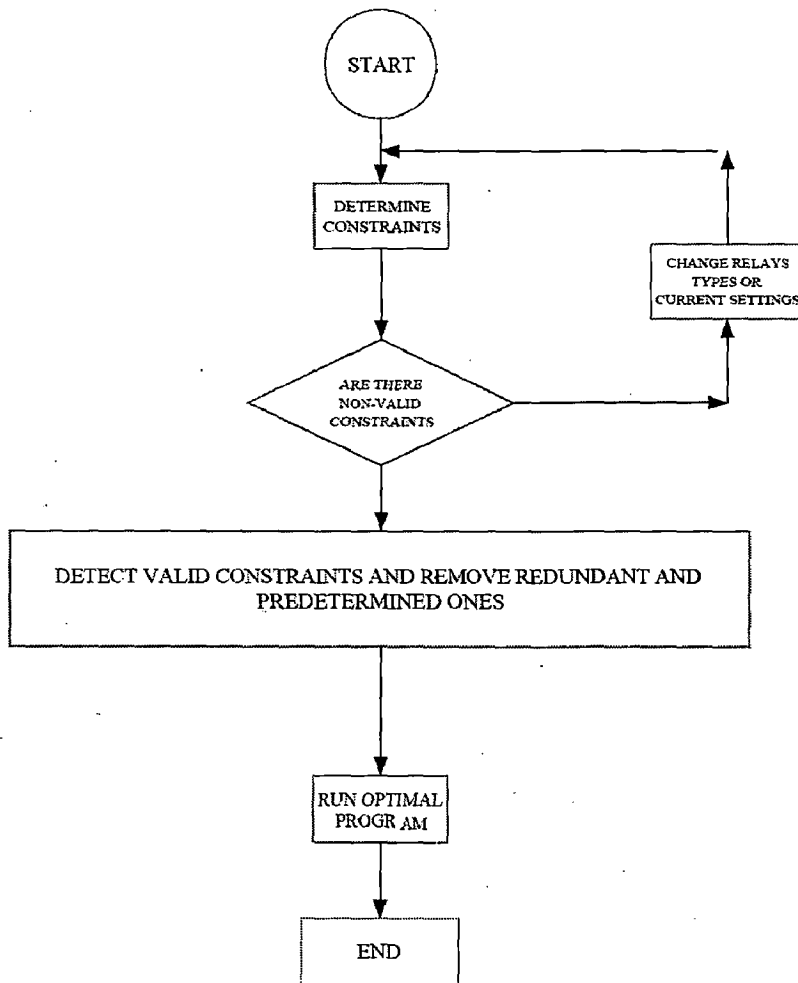 START
DETERMINE
CONSTRAINTS
CHANGE RELAYS
TYPES OR
CURRENT SETTINGS
ARE THERE
NON-VALID
CONSTRAINTS
DETECT VALID CONSTRAINTS AND REMOVE REDUNDANT AND
PREDETERMINED ONES
RUN OPTIMAL
PROGR AM
END